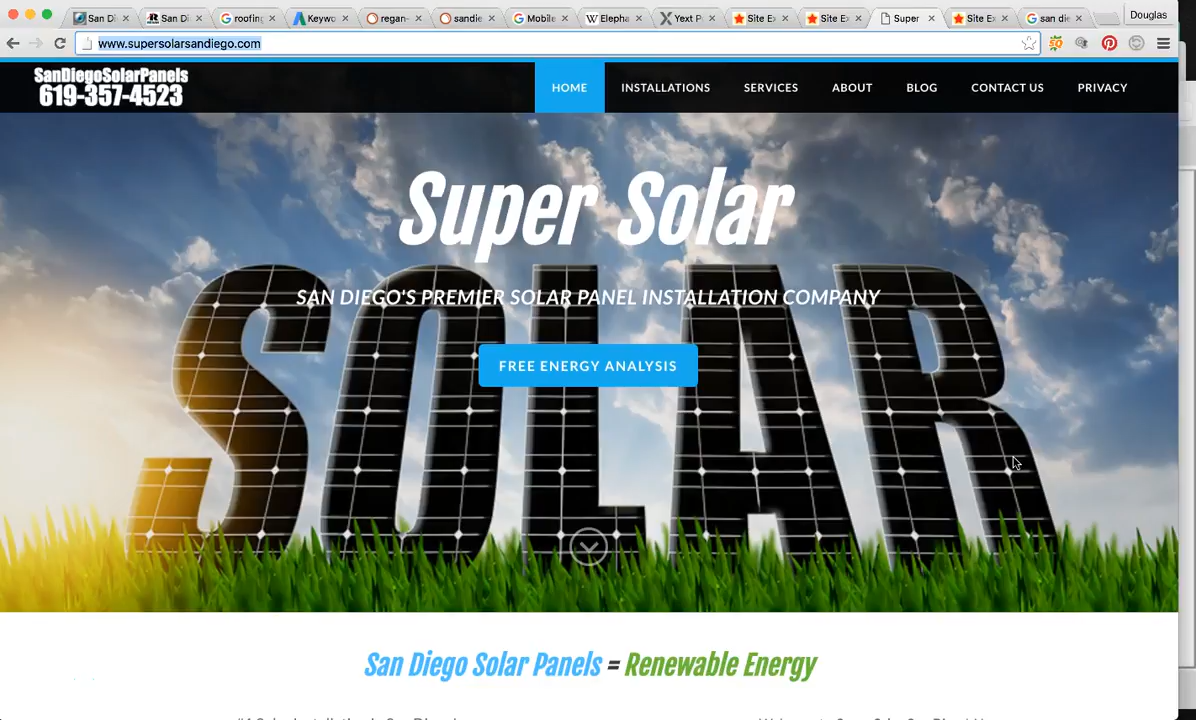 San Di
San Di
roofing
Keywo
regan-
sandie
Mobile
Elepha
Yext P
Site Ex
Site Ex
Super
Site Ex
san die
Douglas
www.supersolarsandiego.com
SanDiegoSolarPanels
619-357-4523
HOME
INSTALLATIONS
SERVICES
ABOUT
BLOG
CONTACT US
PRIVACY
Super Solar
SAN DIEGO'S PREMIER SOLAR PANEL INSTALLATION COMPANY
FREE ENERGY ANALYSIS
SOLAR
San Diego Solar Panels = Renewable Energy